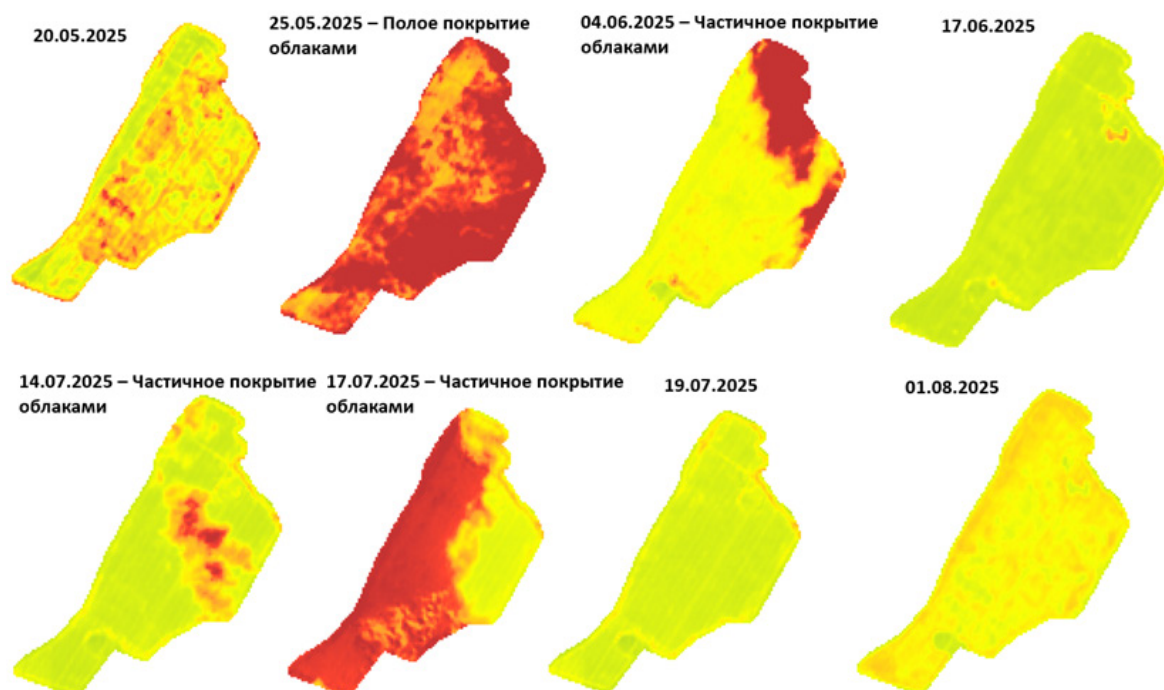 20.05.2025
25.05.2025 – Полое покрытие
облаками
04.06.2025 – Частичное покрытие
облаками
17.06.2025
14.07.2025 – Частичное покрытие
облаками
17.07.2025 – Частичное покрытие
облаками
19.07.2025
01.08.2025